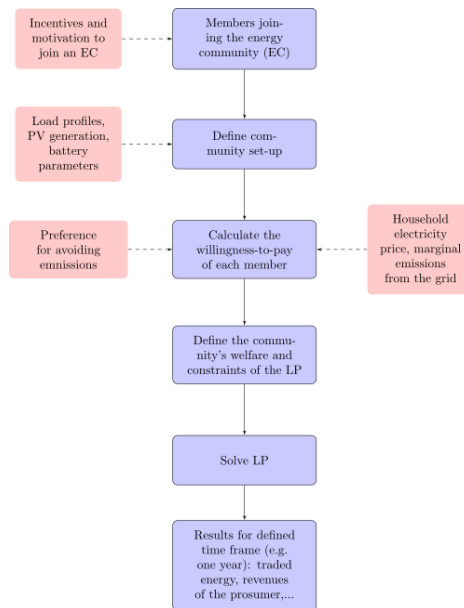 Incentives and
motivation to
join an EC
Members join-
ing the energy
community (EC)
Load profiles,
PV generation,
battery
parameters
Define com-
munity set-up
Preference
for avoiding
emnissions
Calculate the
willingness-to-pay
of each member
Household
electricity
price, marginal
emissions
from the grid
Define the commu-
nity's welfare and
constraints of the LP
Solve LP
Results for defined
time frame (e.g.
one year): traded
energy, revenues
of the prosumer,...